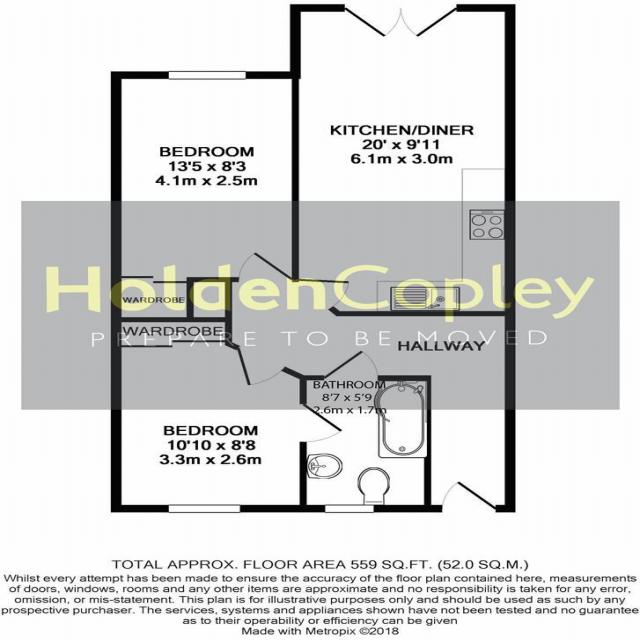 KITCHEN/DINER
20' x 9'11
6.1m x 3.0m
BEDROOM
13'5 x 8'3
4.1m x 2.5m
HoldenCopley
WARDROBE
WARDROBE
PREPARE TO BE MOVED
HALLWAY
BATHROOM
8'7 x 5'9
2.6m x 1.7m
BEDROOM
10'10 x 8'8
3.3m x 2.6m
TOTAL APPROX. FLOOR AREA 559 SQ.FT. (52.0 SQ.M.)
Whilst every attempt has been made to ensure the accuracy of the floor plan contained here, measurements
of doors, windows, rooms and any other items are approximate and no responsibility is taken for any error,
omission, or mis-statement. This plan is for illustrative purposes only and should be used as such by any
prospective purchaser. The services, systems and appliances shown have not been tested and no guarantee
as to their operability or efficiency can be given
Made with Metropix ©2018